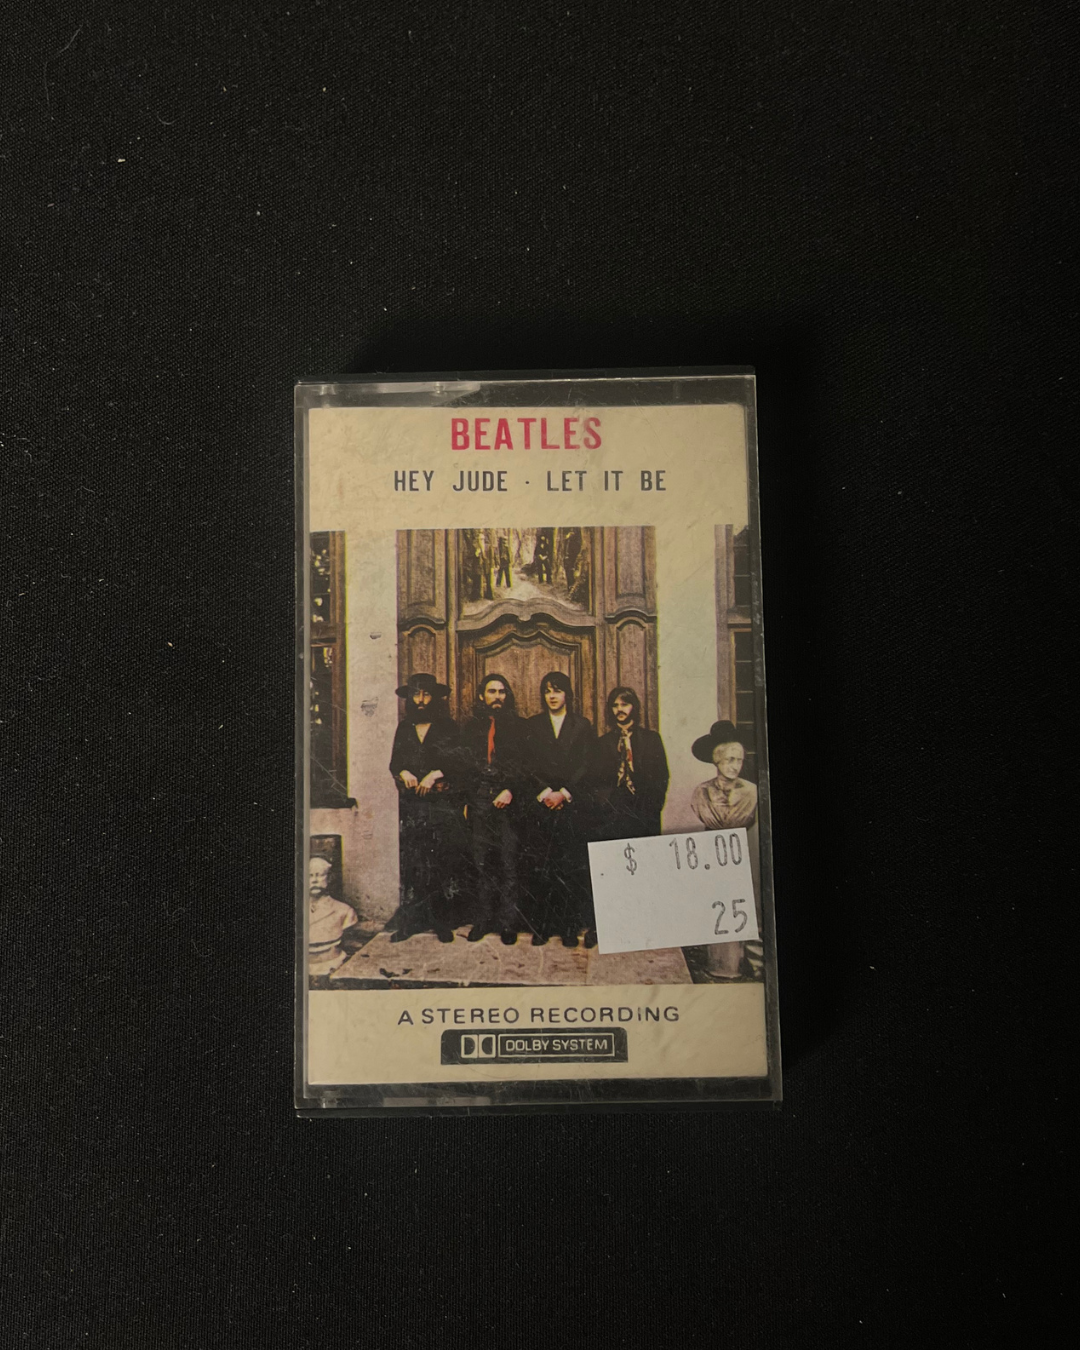 BEATLES
HEY JUDE · LET IT BE
$ 18.00
25
A STEREO RECORDING
DOLBY SYSTEM